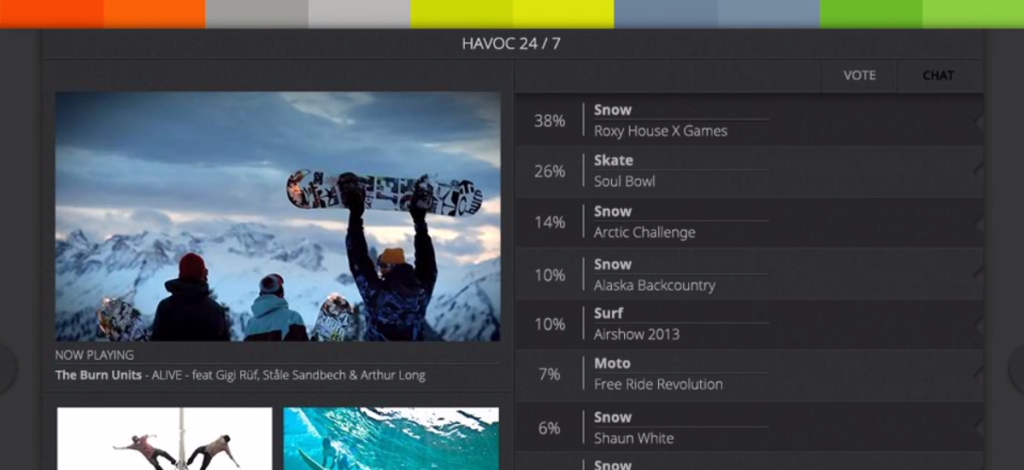 HAVOC 24 / 7
VOTE
CHAT
NOW PLAYING
The Burn Units - ALIVE - feat Gigi Rüf, Ståle Sandbech & Arthur Long
38%
Snow
Roxy House X Games
26%
Skate
Soul Bowl
14%
Snow
Arctic Challenge
10%
Snow
Alaska Backcountry
10%
Surf
Airshow 2013
7%
Moto
Free Ride Revolution
6%
Snow
Shaun White
Snow